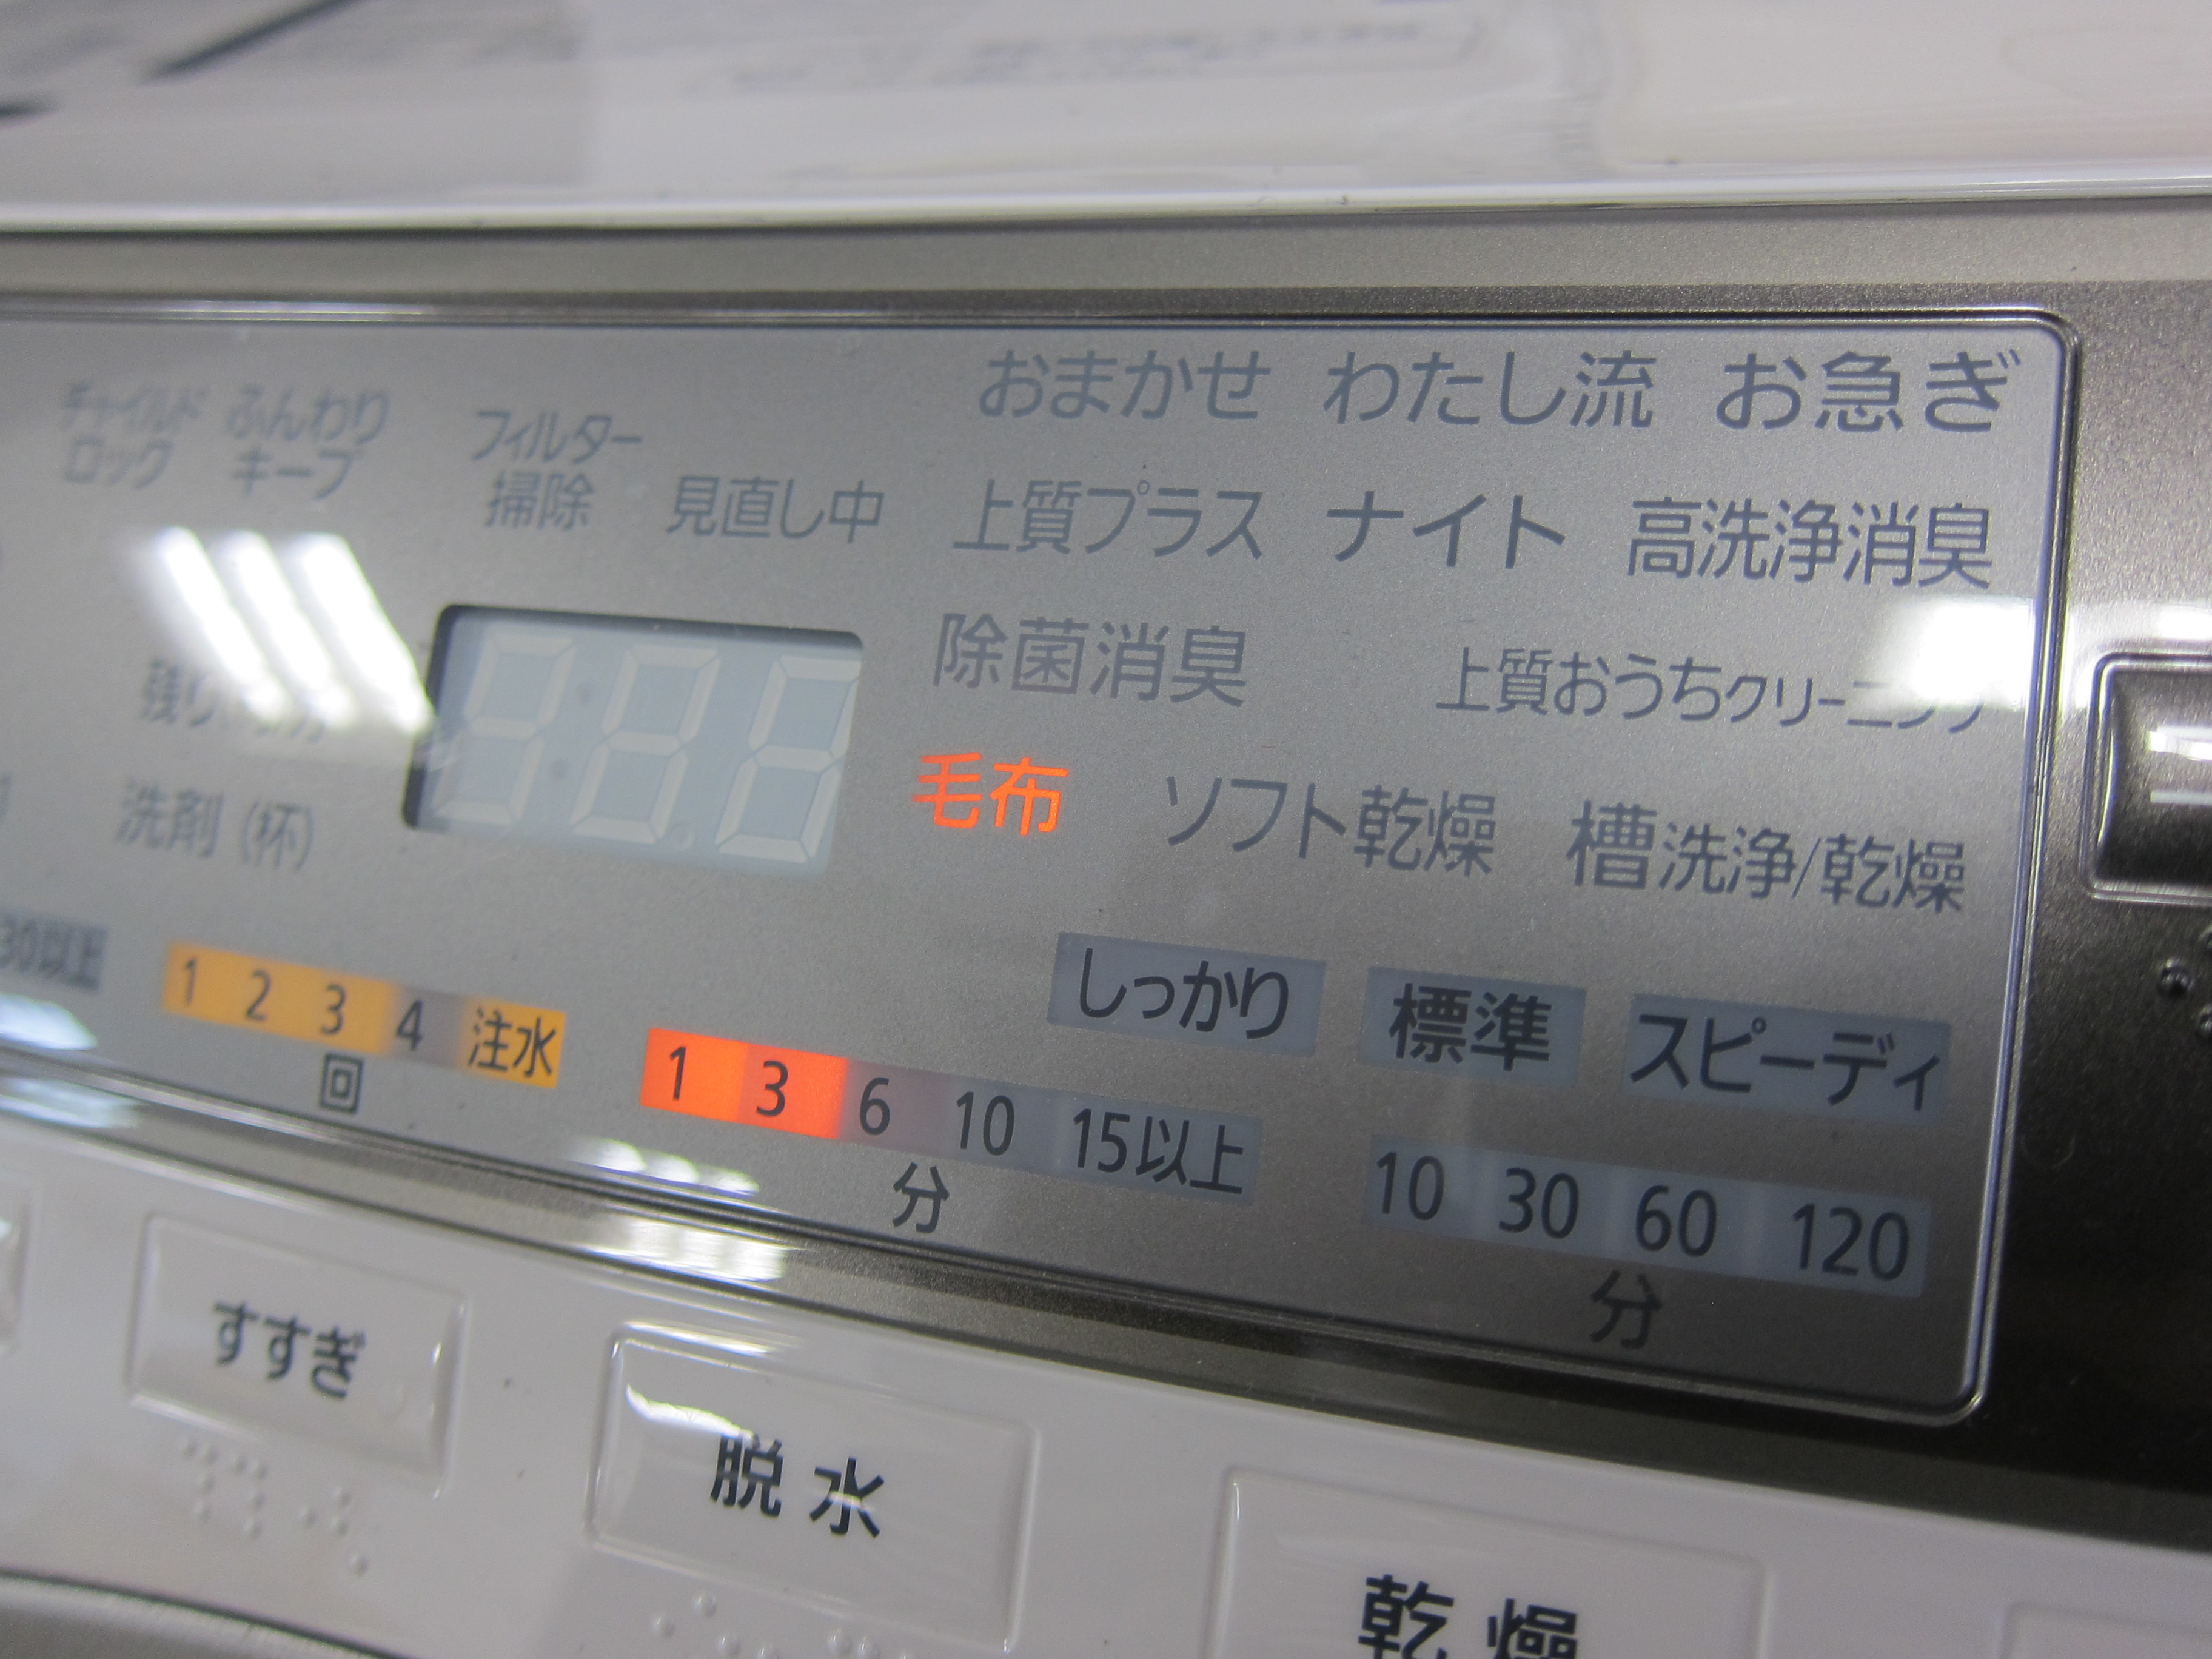 おまかせ わたし流 お急ぎ
チャイルド
ロック
ふんわり
キープ
フィルター
掃除
見直し中
上質プラス ナイト 高洗浄消臭
除菌消臭 上質おうちクリーニング
残り
毛布 ソフト乾燥 槽洗浄/乾燥
洗剤(杯)
しっかり 標準 スピーディ
30以上
1 2 3 4 注水
回
1 3 6 10 15以上
分
10 30 60 120
分
すすぎ
脱水
乾燥